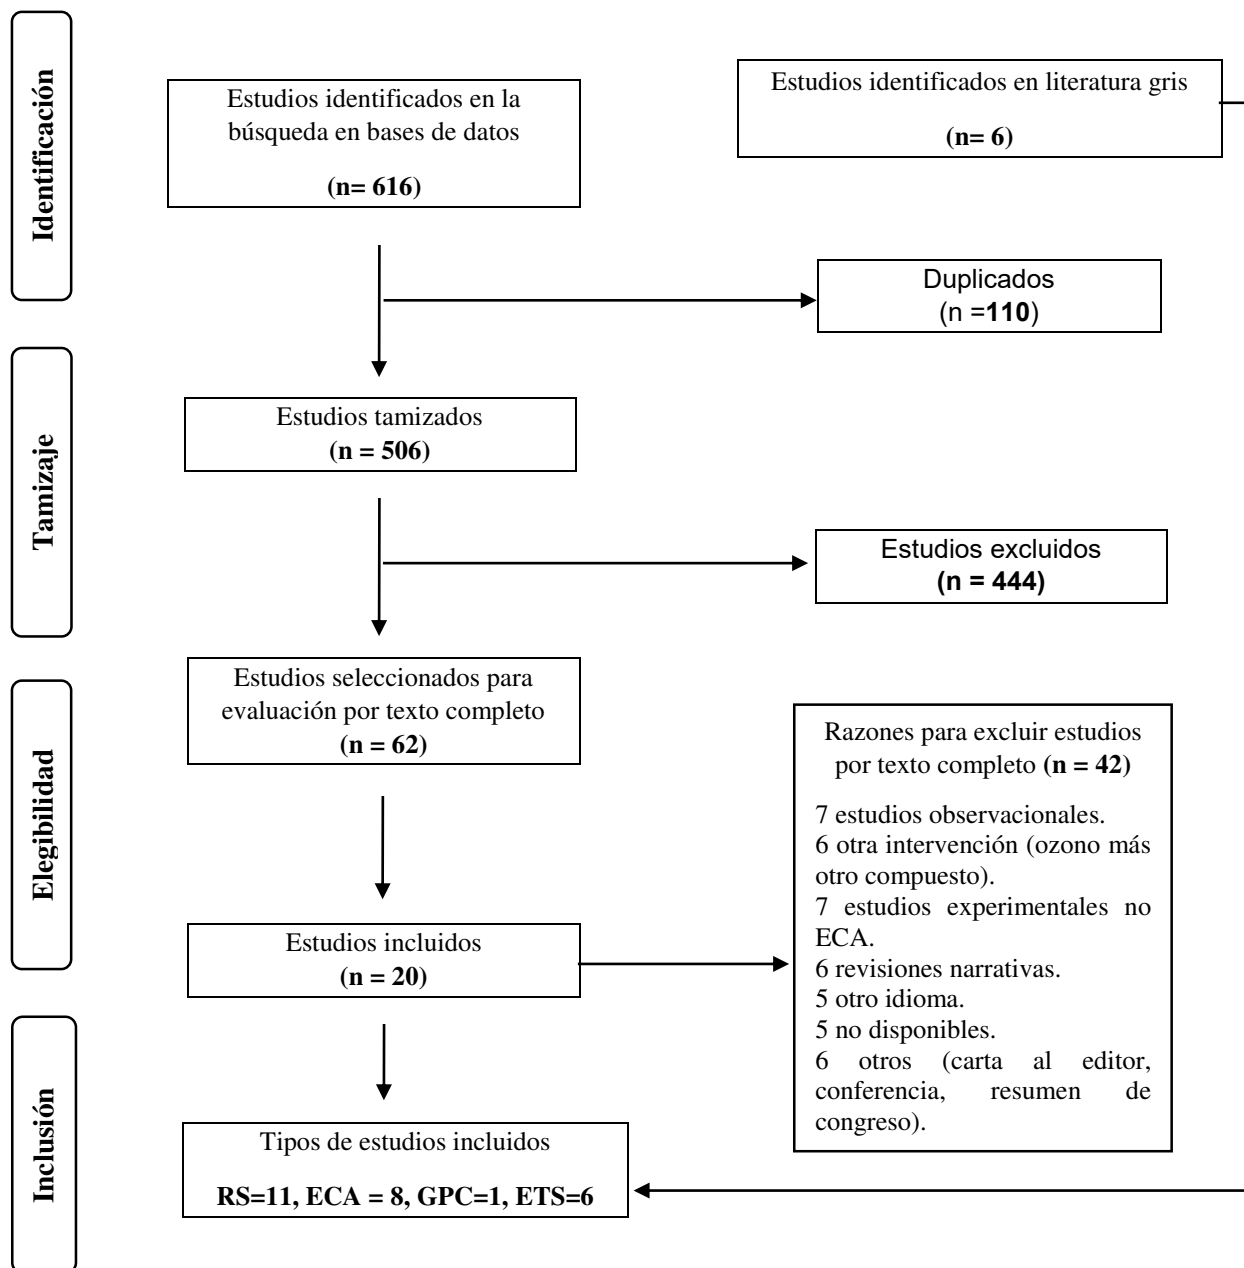 Identificación
Estudios identificados en la
búsqueda en bases de datos
(n= 616)
Estudios identificados en literatura gris
(n= 6)
Duplicados
(n =110)
Tamizaje
Estudios tamizados
(n = 506)
Estudios excluidos
(n = 444)
Elegibilidad
Estudios seleccionados para
evaluación por texto completo
(n = 62)
Razones para excluir estudios
por texto completo (n = 42)
7 estudios observacionales.
6 otra intervención (ozono más
otro compuesto).
7 estudios experimentales no
ECA.
6 revisiones narrativas.
5 otro idioma.
5 no disponibles.
6 otros (carta al editor,
conferencia, resumen de
congreso).
Estudios incluidos
(n = 20)
Inclusión
Tipos de estudios incluidos
RS=11, ECA = 8, GPC=1, ETS=6